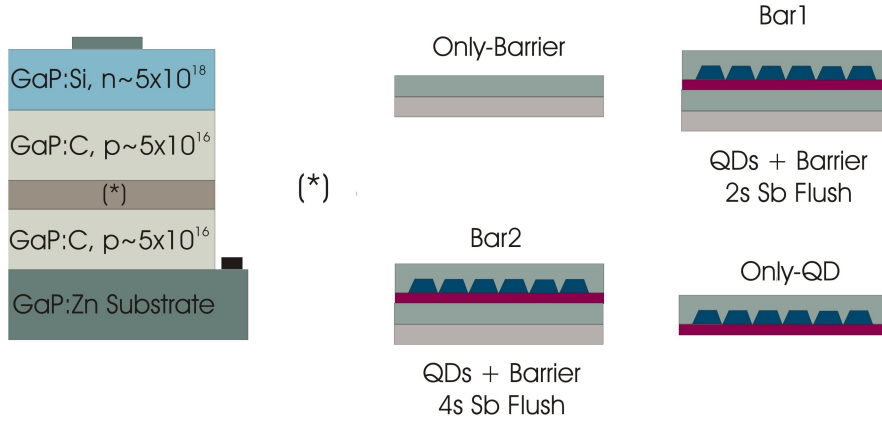 GaP:Si, n~5x10¹⁸
GaP:C, p~5x10¹⁶
(*)
GaP:C, p~5x10¹⁶
GaP:Zn Substrate
(*)
Only-Barrier
Bar1
QDs + Barrier
2s Sb Flush
Bar2
QDs + Barrier
4s Sb Flush
Only-QD